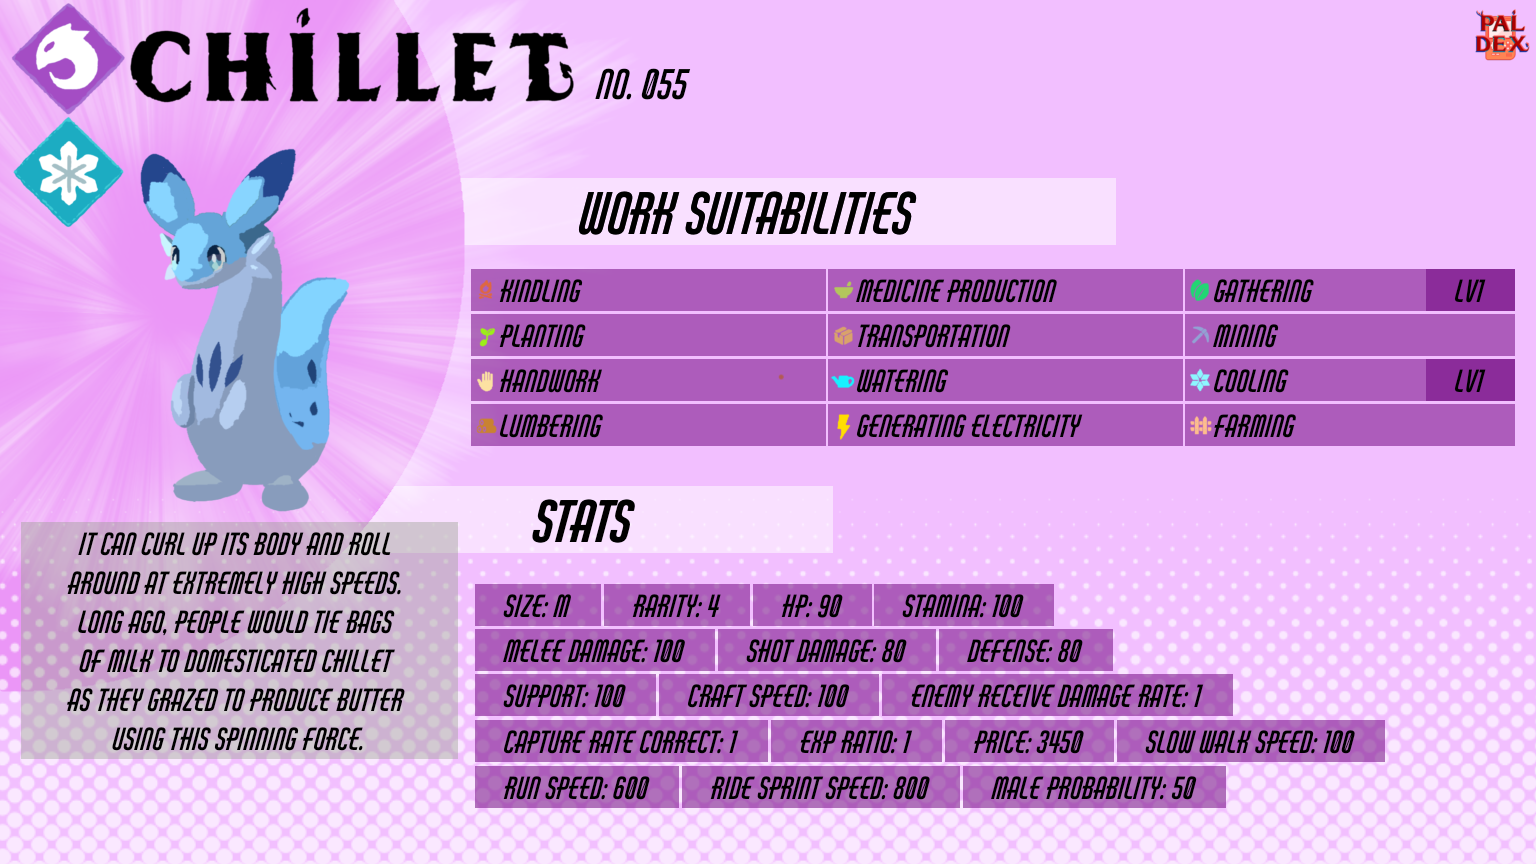 CHILLET NO. 055
PAL
DEX
WORK SUITABILITIES
KINDLING MEDICINE PRODUCTION GATHERING LV1
PLANTING TRANSPORTATION MINING
HANDWORK WATERING COOLING LV1
LUMBERING GENERATING ELECTRICITY FARMING
STATS
IT CAN CURL UP ITS BODY AND ROLL
AROUND AT EXTREMELY HIGH SPEEDS.
LONG AGO, PEOPLE WOULD TIE BAGS
OF MILK TO DOMESTICATED CHILLET
AS THEY GRAZED TO PRODUCE BUTTER
USING THIS SPINNING FORCE.
SIZE: M RARITY: 4 HP: 90 STAMINA: 100
MELEE DAMAGE: 100 SHOT DAMAGE: 80 DEFENSE: 80
SUPPORT: 100 CRAFT SPEED: 100 ENEMY RECEIVE DAMAGE RATE: 1
CAPTURE RATE CORRECT: 1 EXP RATIO: 1 PRICE: 3450 SLOW WALK SPEED: 100
RUN SPEED: 600 RIDE SPRINT SPEED: 800 MALE PROBABILITY: 50